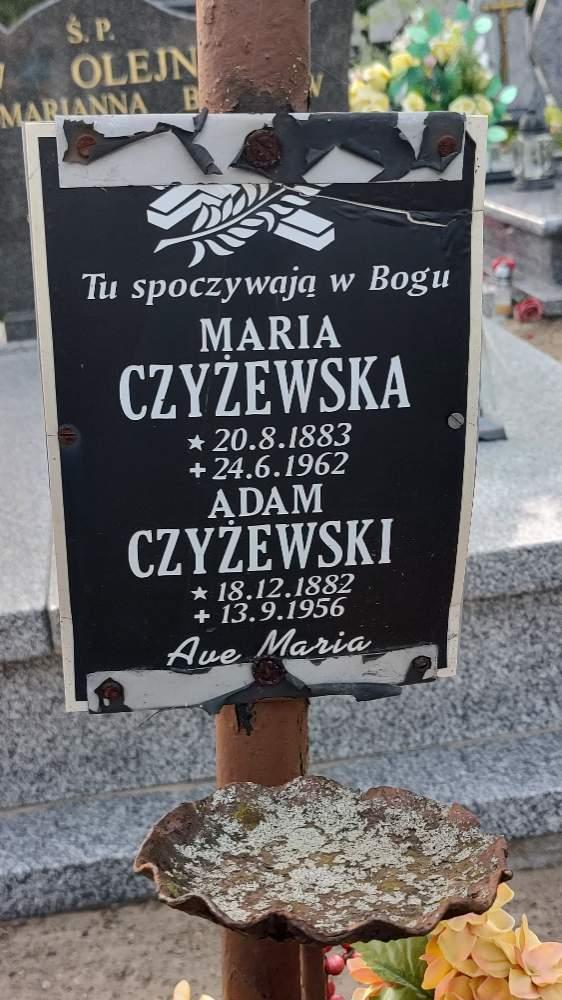 Ś.P.
OLEJN
MARIANNA
Tu spoczywają w Bogu
MARIA
CZYŻEWSKA
★ 20.8.1883
+ 24.6.1962
ADAM
CZYŻEWSKI
★ 18.12.1882
+ 13.9.1956
Ave Maria